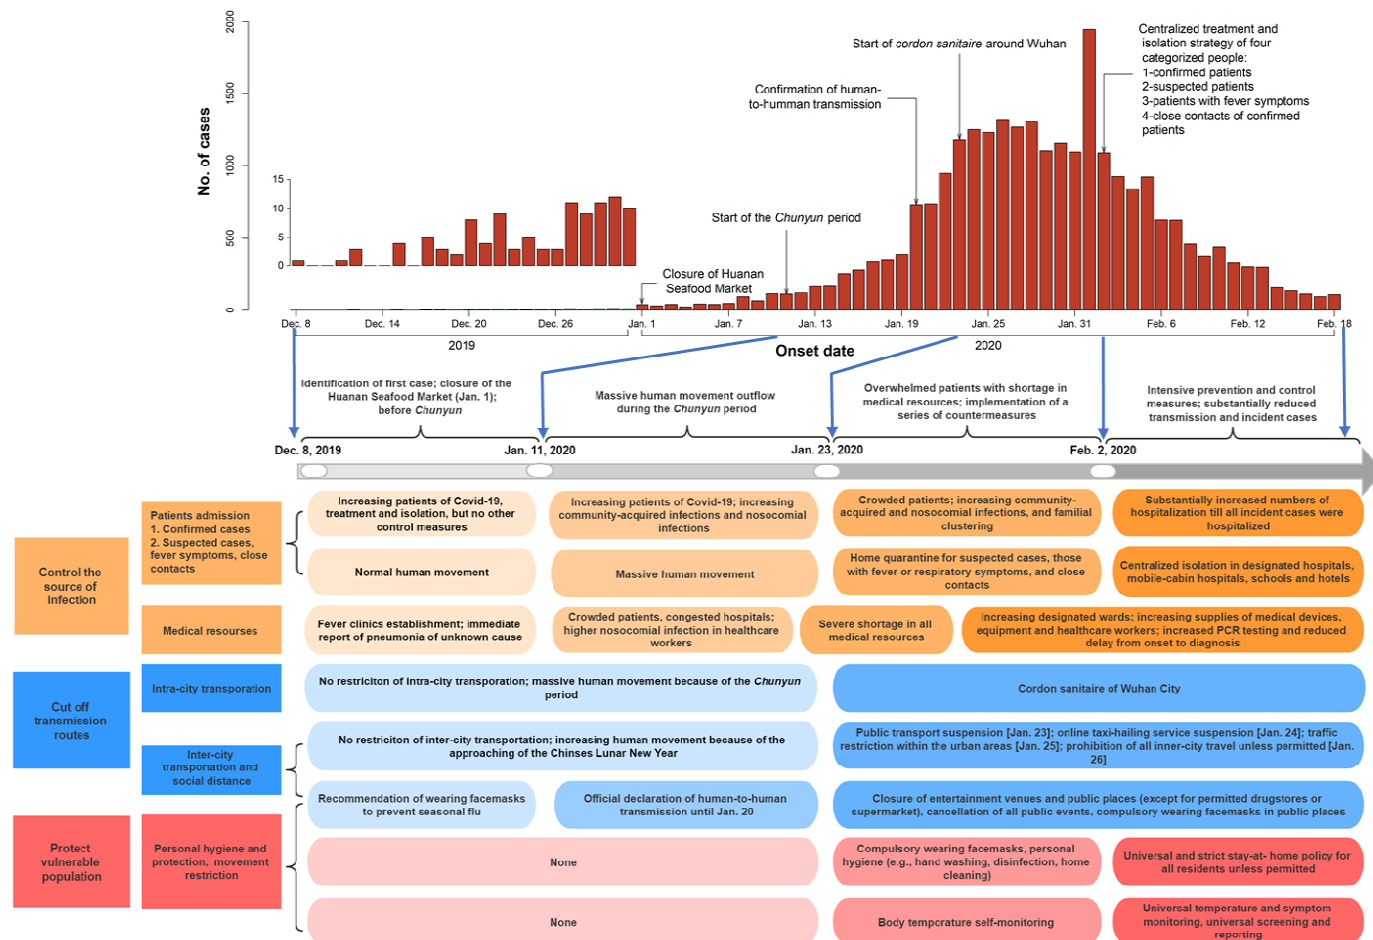 2000
1500
1000
500
0
No. of cases
15
10
5
0
Closure of Huanan
Seafood Market
Start of the Chunyun period
Confirmation of human-
to-humman transmission
Start of cordon sanitaire around Wuhan
Centralized treatment and
isolation strategy of four
categorized people:
1-confirmed patients
2-suspected patients
3-patients with fever symptoms
4-close contacts of confirmed
patients
Dec. 8
Dec. 14
Dec. 20
Dec. 26
Jan. 1
Jan. 7
Jan. 13
Jan. 19
Jan. 25
Jan. 31
Feb. 6
Feb. 12
Feb. 18
2019
Onset date
2020
Identification of first case; closure of the
Huanan Seafood Market (Jan. 1);
before Chunyun
Massive human movement outflow
during the Chunyun period
Overwhelmed patients with shortage in
medical resources; implementation of a
series of countermeasures
Intensive prevention and control
measures; substantially reduced
transmission and incident cases
Dec. 8, 2019
Jan. 11, 2020
Jan. 23, 2020
Feb. 2, 2020
Control the
source of
infection
Patients admission
1. Confirmed cases
2. Suspected cases,
fever symptoms, close
contacts
Increasing patients of Covid-19,
treatment and isolation, but no other
control measures
Increasing patients of Covid-19; increasing
community-acquired infections and nosocomial
infections
Crowded patients; increasing community-
acquired and nosocomial infections, and familial
clustering
Substantially increased numbers of
hospitalization till all incident cases were
hospitalized
Normal human movement
Massive human movement
Home quarantine for suspected cases, those
with fever or respiratory symptoms, and close
contacts
Centralized isolation in designated hospitals,
mobile-cabin hospitals, schools and hotels
Medical resourses
Fever clinics establishment; immediate
report of pneumonia of unknown cause
Crowded patients, congested hospitals;
higher nosocomial infection in healthcare
workers
Severe shortage in all
medical resources
Increasing designated wards; increasing supplies of medical devices,
equipment and healthcare workers; increased PCR testing and reduced
delay from onset to diagnosis
Cut off
transmission
routes
Intra-city transporation
No restriciton of intra-city transporation; massive human movement because of the Chunyun
period
Cordon sanitaire of Wuhan City
Inter-city
transportation and
social distance
No restriciton of inter-city transportation; increasing human movement because of the
approaching of the Chinses Lunar New Year
Public transport suspension [Jan. 23]; online taxi-hailing service suspension [Jan. 24]; traffic
restriction within the urban areas [Jan. 25]; prohibition of all inner-city travel unless permitted [Jan.
26]
Recommendation of wearing facemasks
to prevent seasonal flu
Official declaration of human-to-human
transmission until Jan. 20
Closure of entertainment venues and public places (except for permitted drugstores or
supermarket), cancellation of all public events, compulsory wearing facemasks in public places
Protect
vulnerable
population
Personal hygiene and
protection, movement
restriction
None
Compulsory wearing facemasks, personal
hygiene (e.g., hand washing, disinfection, home
cleaning)
Universal and strict stay-at- home policy for
all residents unless permitted
None
Body temporature self-monitoring
Universal temperature and symptom
monitoring, universal screening and
reporting